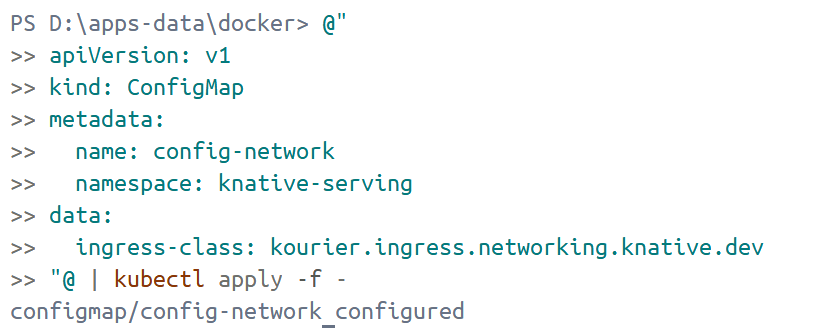 PS D:\apps-data\docker> @"
>> apiVersion: v1
>> kind: ConfigMap
>> metadata:
>>   name: config-network
>>   namespace: knative-serving
>> data:
>>   ingress-class: kourier.ingress.networking.knative.dev
>> "@ | kubectl apply -f -
configmap/config-network configured